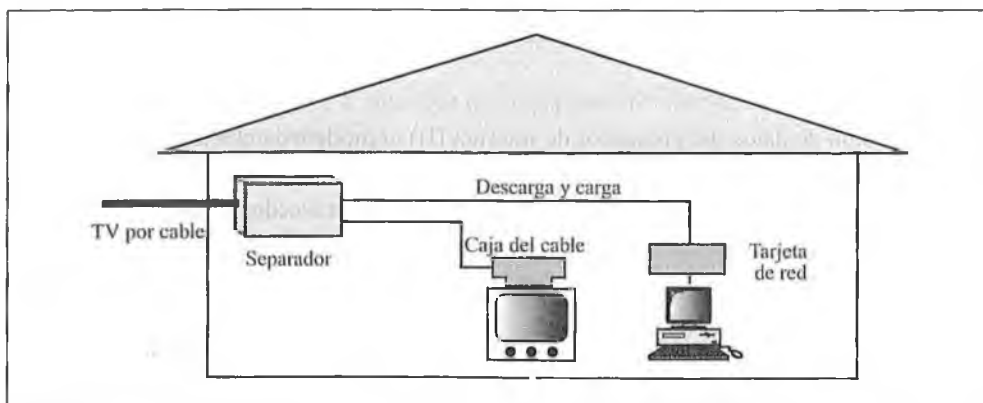 Descarga y carga
TV por cable
Separador
Caja del cable
Tarjeta
de red